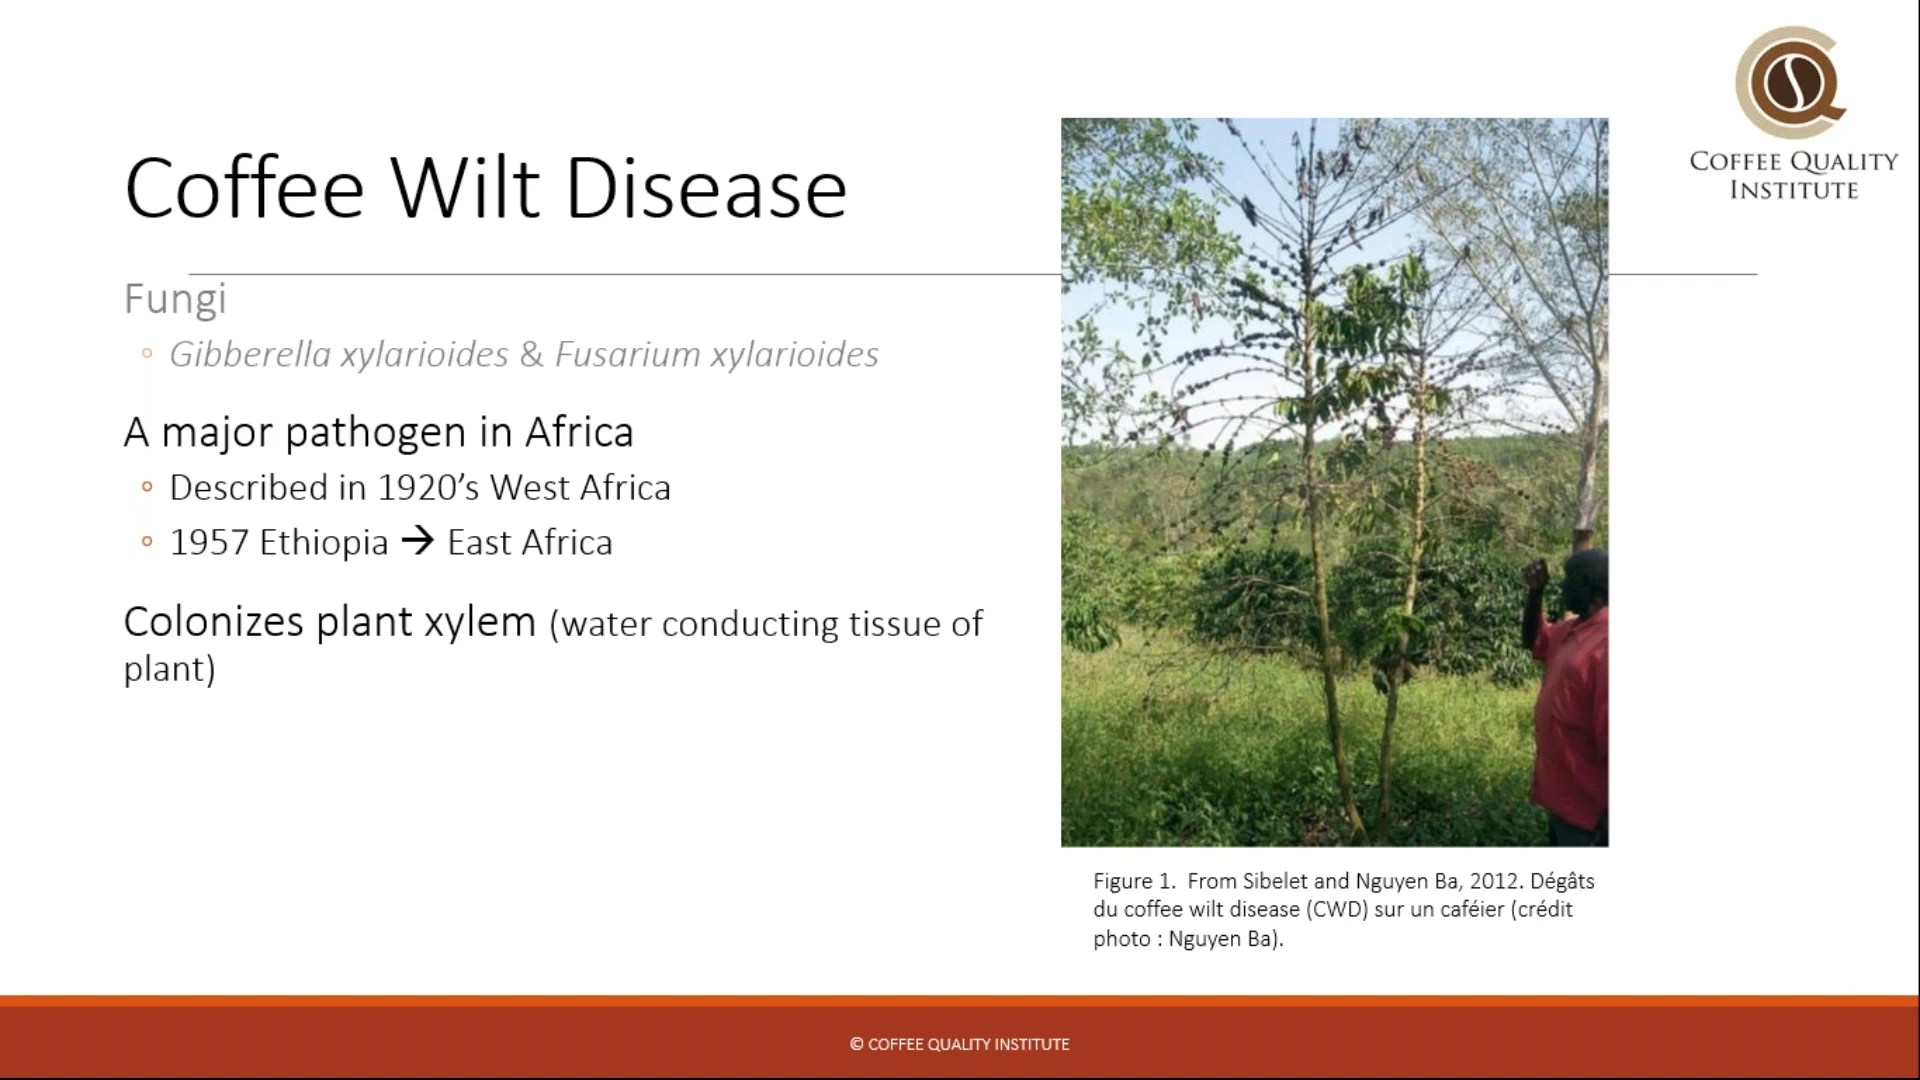 COFFEE QUALITY
INSTITUTE
Coffee Wilt Disease
Fungi
◦ Gibberella xylarioides & Fusarium xylarioides
A major pathogen in Africa
◦ Described in 1920’s West Africa
◦ 1957 Ethiopia → East Africa
Colonizes plant xylem (water conducting tissue of
plant)
Figure 1.  From Sibelet and Nguyen Ba, 2012. Dégâts
du coffee wilt disease (CWD) sur un caféier (crédit
photo : Nguyen Ba).
© COFFEE QUALITY INSTITUTE